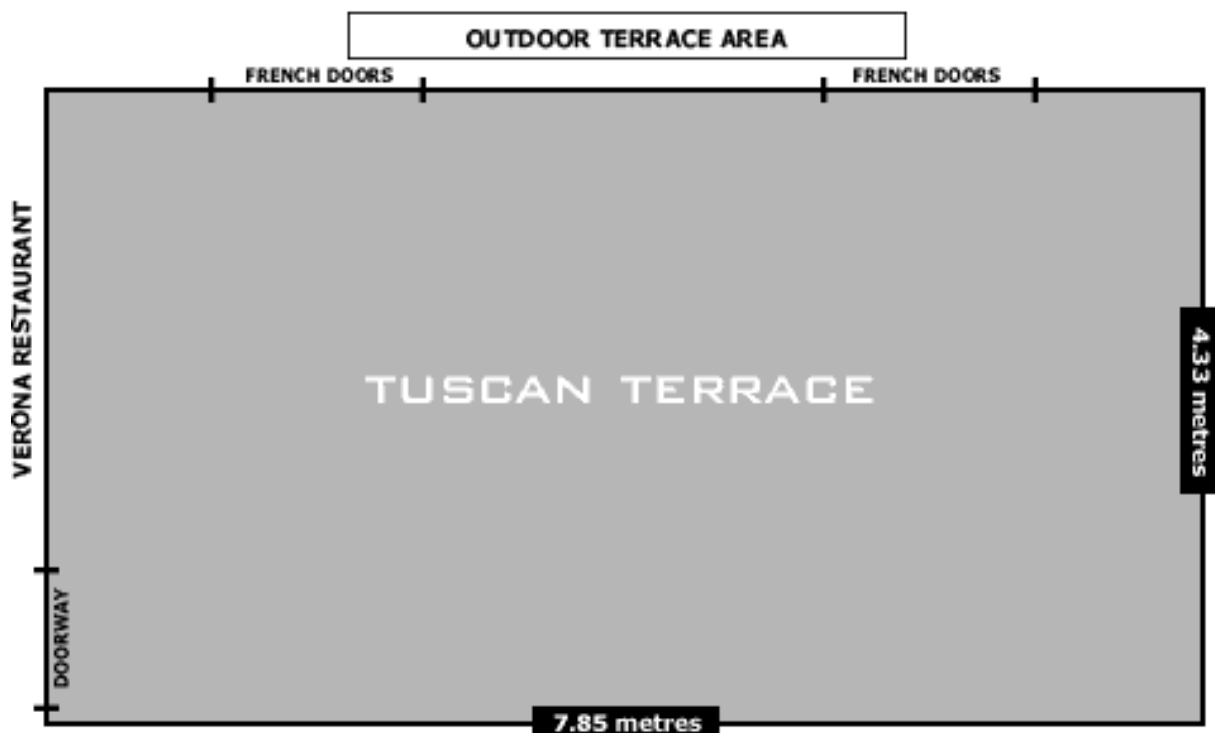 OUTDOOR TERRACE AREA
FRENCH DOORS
FRENCH DOORS
VERONA RESTAURANT
TUSCAN TERRACE
4.33 metres
DOORWAY
7.85 metres